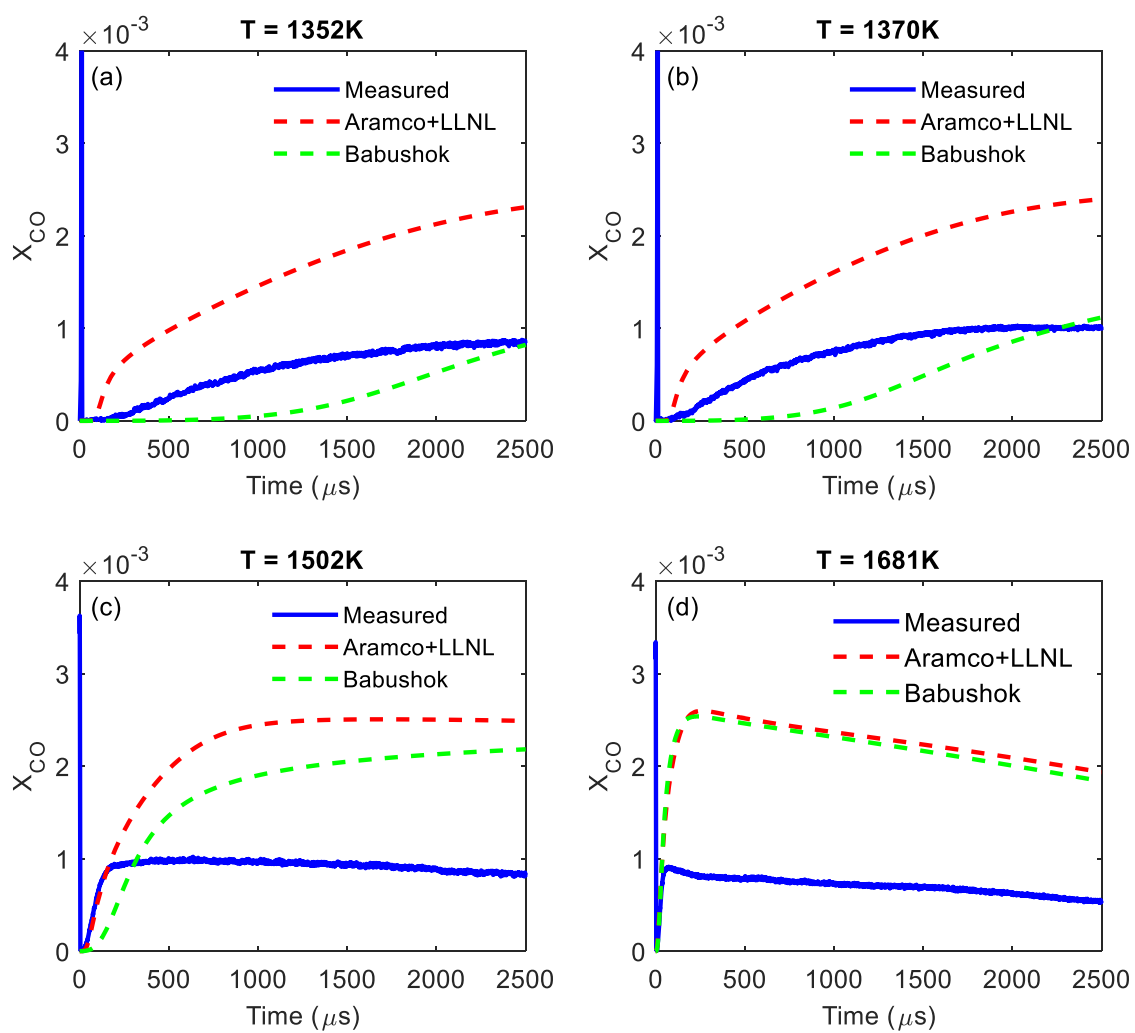 ×10⁻³ T = 1352K
4
(a)
Measured
Aramco+LLNL
Babushok
3
2
1
0
X_CO
0 500 1000 1500 2000 2500
Time (μs)
×10⁻³ T = 1370K
4
(b)
Measured
Aramco+LLNL
Babushok
3
2
1
0
X_CO
0 500 1000 1500 2000 2500
Time (μs)
×10⁻³ T = 1502K
4
(c)
Measured
Aramco+LLNL
Babushok
3
2
1
0
X_CO
0 500 1000 1500 2000 2500
Time (μs)
×10⁻³ T = 1681K
4
(d)
Measured
Aramco+LLNL
Babushok
3
2
1
0
X_CO
0 500 1000 1500 2000 2500
Time (μs)